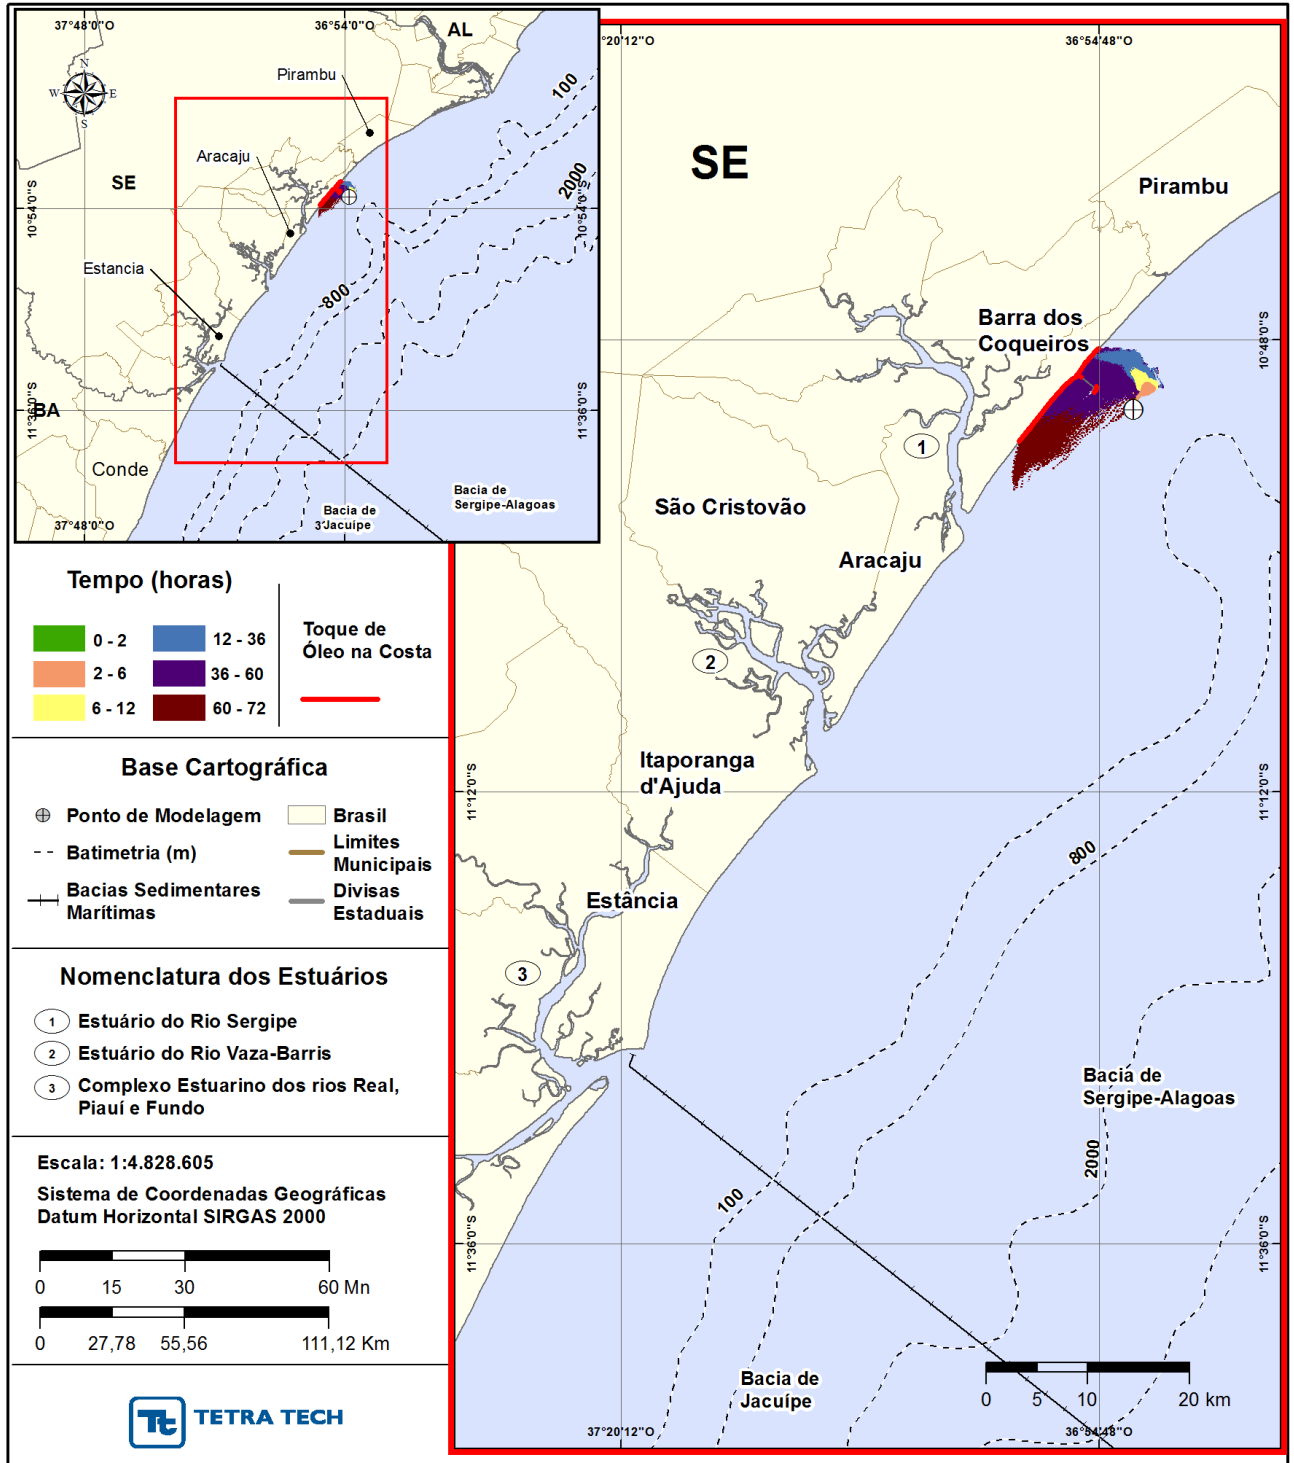 37°48'0"O
36°54'0"O
AL
Pirambu
100
N
W
E
S
Aracaju
SE
2000
10°54'0"S
10°54'0"S
Estancia
800
11°36'0"S
11°36'0"S
BA
Conde
Bacia de
Sergipe-Alagoas
Bacia de
Jacuípe
37°48'0"O
°20'12"O
36°54'48"O
SE
Pirambu
Barra dos
Coqueiros
10°48'0"S
1
São Cristovão
Aracaju
2
Itaporanga
d'Ajuda
11°12'0"S
11°12'0"S
800
Estância
3
Bacia de
Sergipe-Alagoas
2000
100
11°36'0"S
11°36'0"S
Bacia de
Jacuípe
0 5 10 20 km
37°20'12"O
36°54'48"O
Tempo (horas)
0 - 2
2 - 6
6 - 12
12 - 36
36 - 60
60 - 72
Toque de
Óleo na Costa
Base Cartográfica
Ponto de Modelagem
Batimetria (m)
Bacias Sedimentares
Marítimas
Brasil
Limites
Municipais
Divisas
Estaduais
Nomenclatura dos Estuários
1 Estuário do Rio Sergipe
2 Estuário do Rio Vaza-Barris
3 Complexo Estuarino dos rios Real,
Piauí e Fundo
Escala: 1:4.828.605
Sistema de Coordenadas Geográficas
Datum Horizontal SIRGAS 2000
0 15 30 60 Mn
0 27,78 55,56 111,12 Km
Tt TETRA TECH